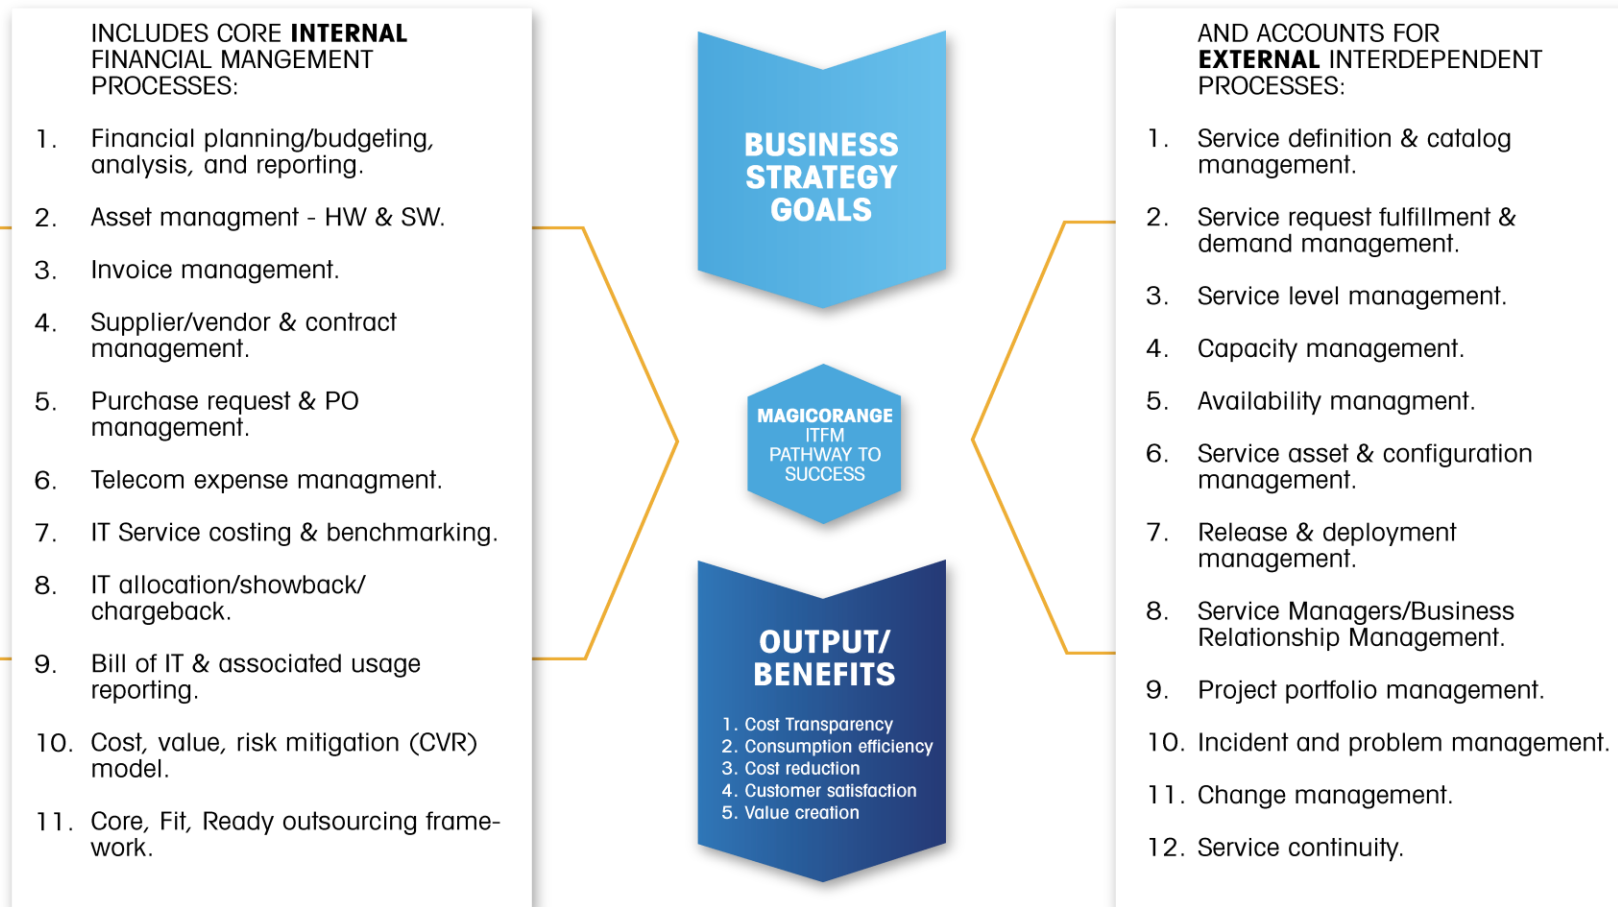 INCLUDES CORE INTERNAL
FINANCIAL MANGEMENT
PROCESSES:
1. Financial planning/budgeting,
analysis, and reporting.
2. Asset managment - HW & SW.
3. Invoice management.
4. Supplier/vendor & contract
management.
5. Purchase request & PO
management.
6. Telecom expense managment.
7. IT Service costing & benchmarking.
8. IT allocation/showback/
chargeback.
9. Bill of IT & associated usage
reporting.
10. Cost, value, risk mitigation (CVR)
model.
11. Core, Fit, Ready outsourcing frame-
work.
BUSINESS
STRATEGY
GOALS
MAGICORANGE
ITFM
PATHWAY TO
SUCCESS
OUTPUT/
BENEFITS
1. Cost Transparency
2. Consumption efficiency
3. Cost reduction
4. Customer satisfaction
5. Value creation
AND ACCOUNTS FOR
EXTERNAL INTERDEPENDENT
PROCESSES:
1. Service definition & catalog
management.
2. Service request fulfillment &
demand management.
3. Service level management.
4. Capacity management.
5. Availability managment.
6. Service asset & configuration
management.
7. Release & deployment
management.
8. Service Managers/Business
Relationship Management.
9. Project portfolio management.
10. Incident and problem management.
11. Change management.
12. Service continuity.